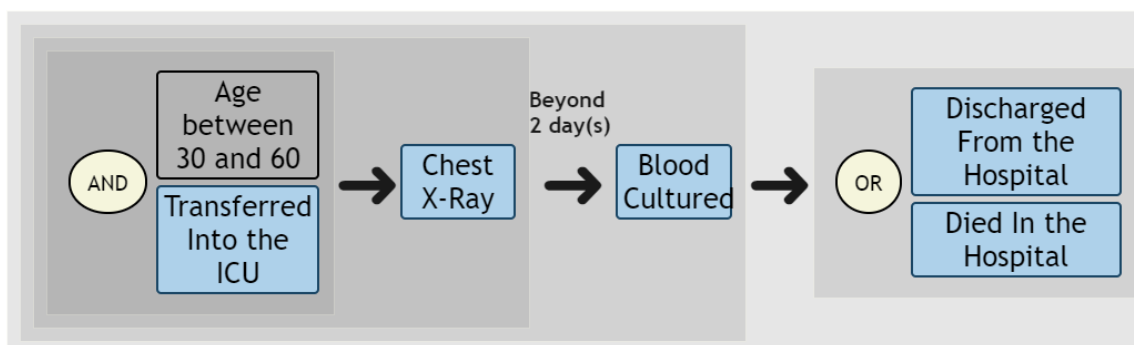 AND
Age
between
30 and 60
Transferred
Into the
ICU
Chest
X-Ray
Beyond
2 day(s)
Blood
Cultured
OR
Discharged
From the
Hospital
Died In the
Hospital